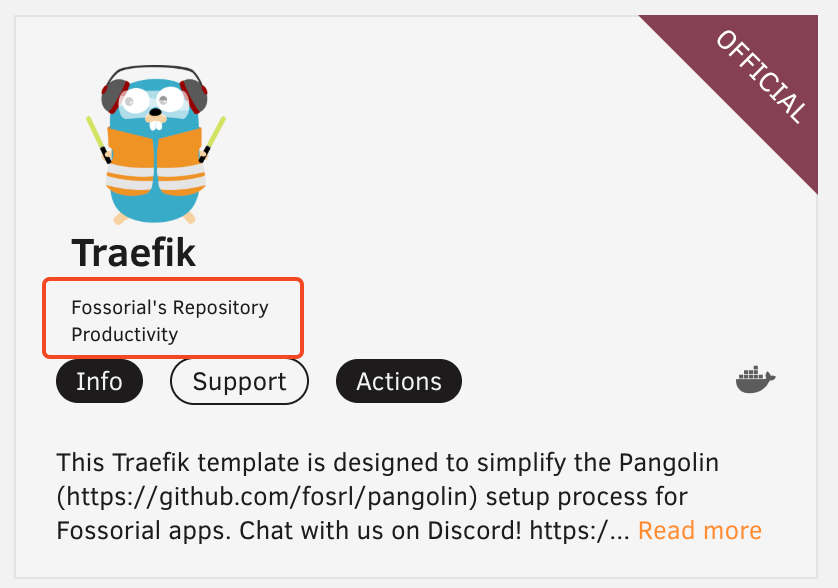 OFFICIAL
Traefik
Fossorial's Repository
Productivity
Info
Support
Actions
This Traefik template is designed to simplify the Pangolin
(https://github.com/fosrl/pangolin) setup process for
Fossorial apps. Chat with us on Discord! https:/... Read more